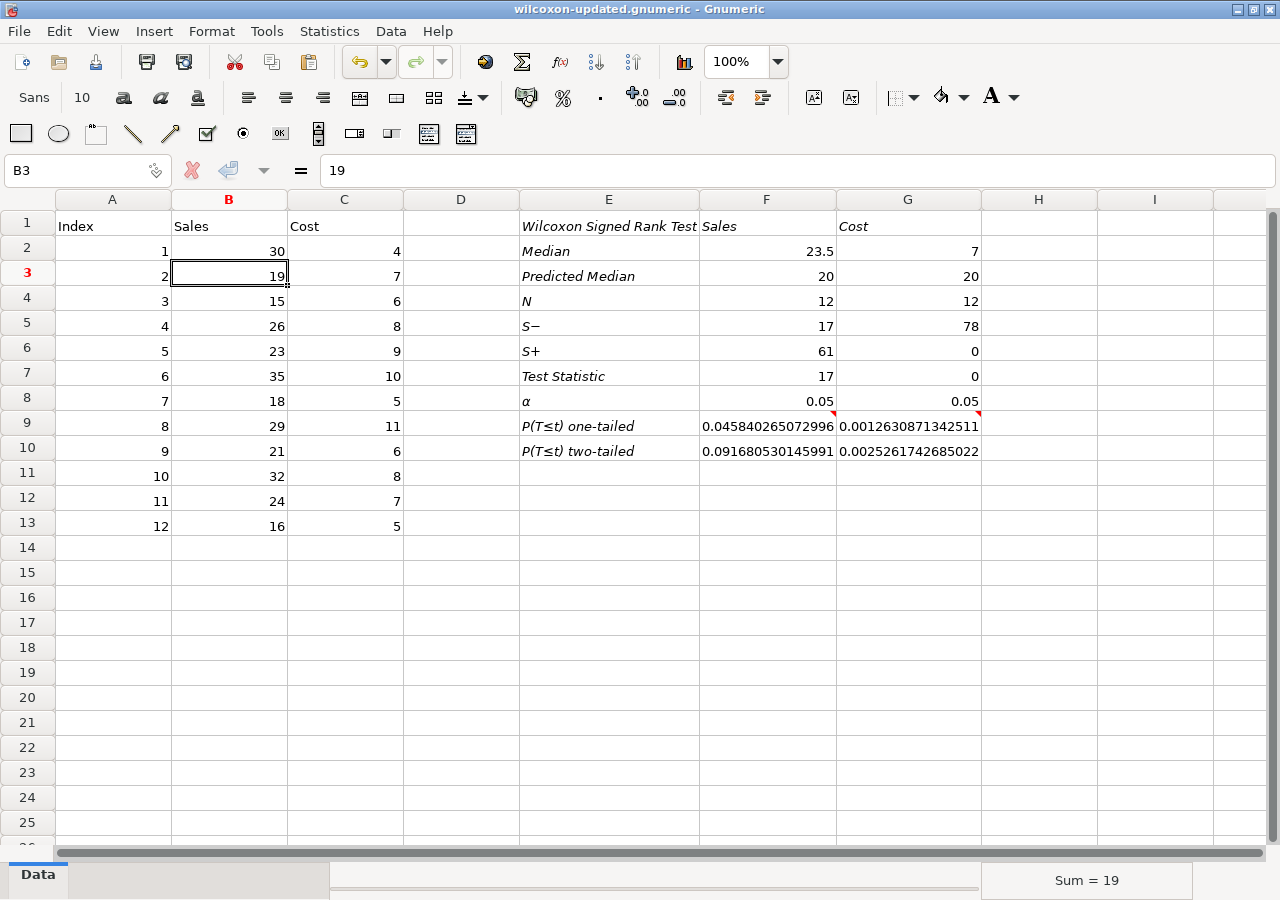 wilcoxon-updated.gnumeric - Gnumeric
File Edit View Insert Format Tools Statistics Data Help
f(x) 100%
Sans 10 a a a % +.00 .0 .00 .0 A A A
OK
B3 = 19
A B C D E F G H I
1 Index Sales Cost Wilcoxon Signed Rank Test Sales Cost
2 1 30 4 Median 23.5 7
3 2 19 7 Predicted Median 20 20
4 3 15 6 N 12 12
5 4 26 8 S− 17 78
6 5 23 9 S+ 61 0
7 6 35 10 Test Statistic 17 0
8 7 18 5 α 0.05 0.05
9 8 29 11 P(T≤t) one-tailed 0.045840265072996 0.0012630871342511
10 9 21 6 P(T≤t) two-tailed 0.091680530145991 0.0025261742685022
11 10 32 8
12 11 24 7
13 12 16 5
14
15
16
17
18
19
20
21
22
23
24
25
Data Sum = 19